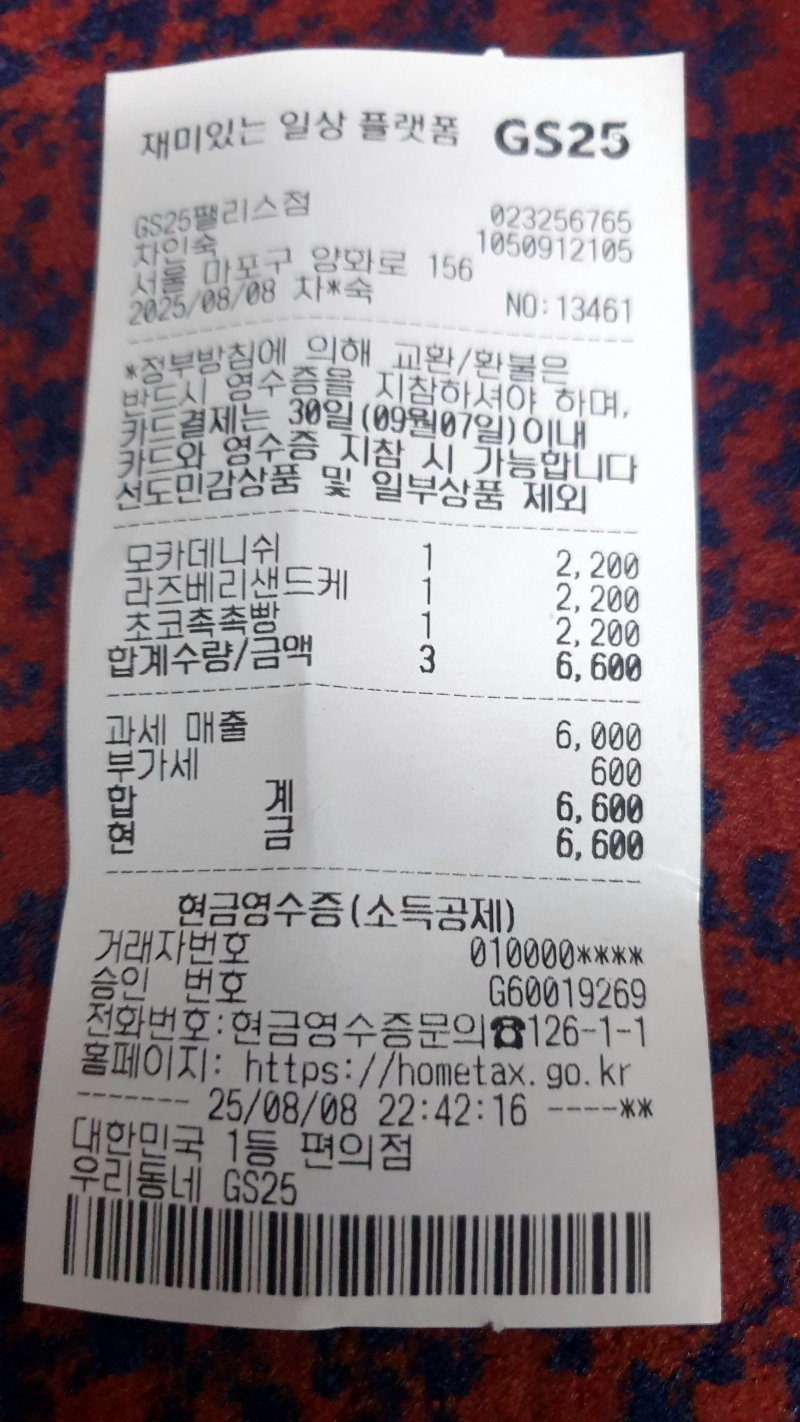 재미있는 일상 플랫폼 GS25
GS25팰리스점 023256765
차인숙 1050912105
서울 마포구 양화로 156
2025/08/08 차*숙 NO:13461
*정부방침에 의해 교환/환불은
반드시 영수증을 지참하셔야 하며,
카드결제는 30일(09월07일)이내
카드와 영수증 지참 시 가능합니다
선도민감상품 및 일부상품 제외
모카데니쉬 1 2,200
라즈베리샌드케 1 2,200
초코촉촉빵 1 2,200
합계수량/금액 3 6,600
과세 매출 6,000
부가세 600
합 계 6,600
현 금 6,600
현금영수증(소득공제)
거래자번호 010000****
승인 번호 G60019269
전화번호:현금영수증문의☎126-1-1
홈페이지: https://hometax.go.kr
------- 25/08/08 22:42:16 ----**
대한민국 1등 편의점
우리동네 GS25